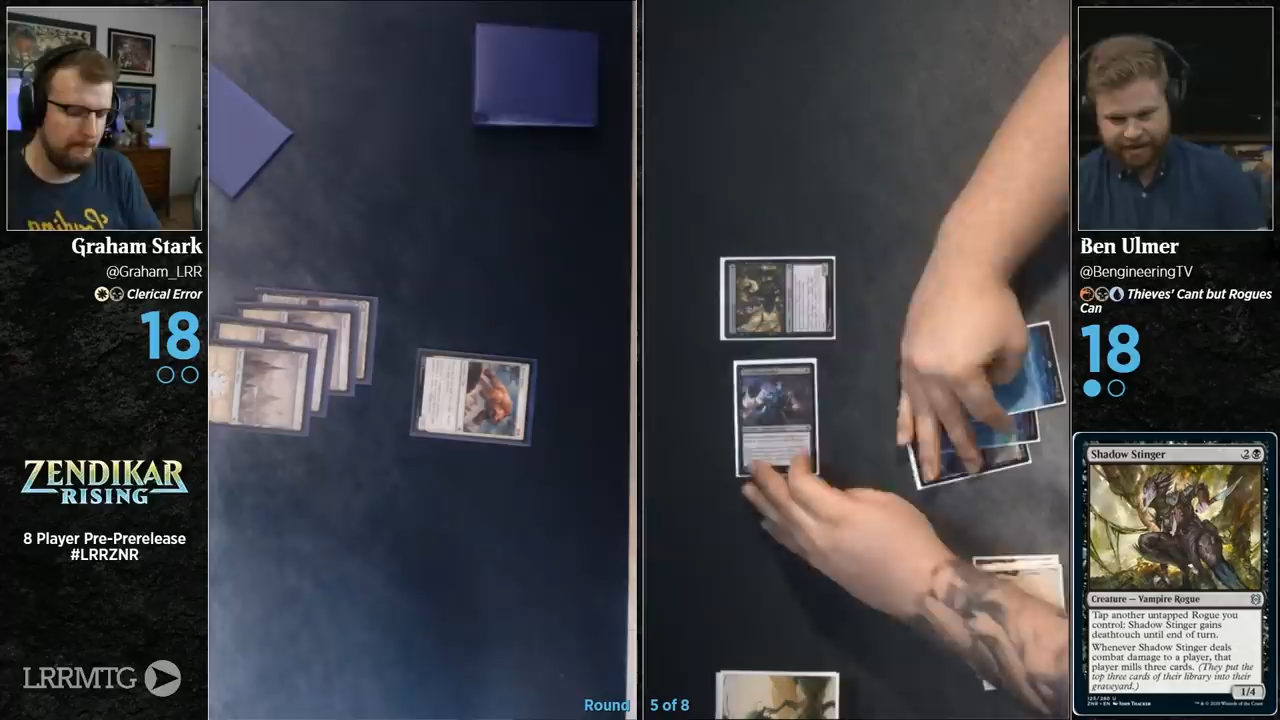 Graham Stark
@Graham_LRR
Clerical Error
18
ZENDIKAR
RISING
8 Player Pre-Prerelease
#LRRZNR
LRRMTG
Round
5 of 8
Ben Ulmer
@BengineeringTV
Thieves' Cant but Rogues
Can
18
Shadow Stinger 2
Creature — Vampire Rogue
Tap another untapped Rogue you
control: Shadow Stinger gains
deathtouch until end of turn.
Whenever Shadow Stinger deals
combat damage to a player, that
player mills three cards. (They put the
top three cards of their library into their
graveyard.)
1/4